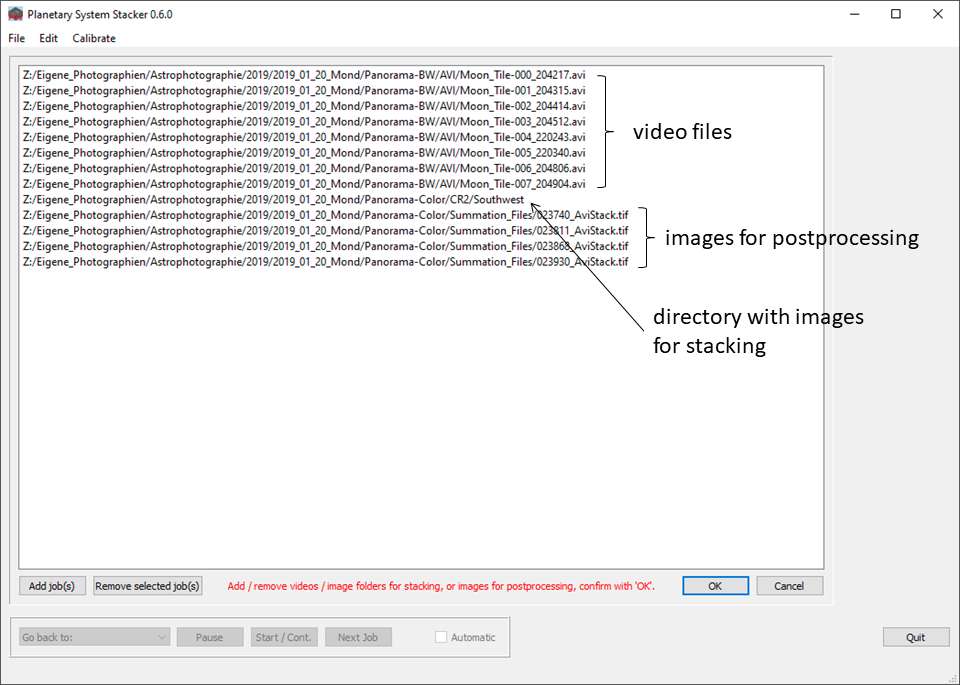 Planetary System Stacker 0.6.0
File Edit Calibrate
Z:/Eigene_Photographien/Astrophotographie/2019/2019_01_20_Mond/Panorama-BW/AVI/Moon_Tile-000_204217.avi
Z:/Eigene_Photographien/Astrophotographie/2019/2019_01_20_Mond/Panorama-BW/AVI/Moon_Tile-001_204315.avi
Z:/Eigene_Photographien/Astrophotographie/2019/2019_01_20_Mond/Panorama-BW/AVI/Moon_Tile-002_204414.avi
Z:/Eigene_Photographien/Astrophotographie/2019/2019_01_20_Mond/Panorama-BW/AVI/Moon_Tile-003_204512.avi
Z:/Eigene_Photographien/Astrophotographie/2019/2019_01_20_Mond/Panorama-BW/AVI/Moon_Tile-004_220243.avi
Z:/Eigene_Photographien/Astrophotographie/2019/2019_01_20_Mond/Panorama-BW/AVI/Moon_Tile-005_220340.avi
Z:/Eigene_Photographien/Astrophotographie/2019/2019_01_20_Mond/Panorama-BW/AVI/Moon_Tile-006_204806.avi
Z:/Eigene_Photographien/Astrophotographie/2019/2019_01_20_Mond/Panorama-BW/AVI/Moon_Tile-007_204904.avi
video files
Z:/Eigene_Photographien/Astrophotographie/2019/2019_01_20_Mond/Panorama-Color/CR2/Southwest
Z:/Eigene_Photographien/Astrophotographie/2019/2019_01_20_Mond/Panorama-Color/Summation_Files/023740_AviStack.tif
Z:/Eigene_Photographien/Astrophotographie/2019/2019_01_20_Mond/Panorama-Color/Summation_Files/023811_AviStack.tif
Z:/Eigene_Photographien/Astrophotographie/2019/2019_01_20_Mond/Panorama-Color/Summation_Files/023868_AviStack.tif
Z:/Eigene_Photographien/Astrophotographie/2019/2019_01_20_Mond/Panorama-Color/Summation_Files/023930_AviStack.tif
images for postprocessing
directory with images
for stacking
Add job(s) Remove selected job(s) Add / remove videos / image folders for stacking, or images for postprocessing, confirm with 'OK'. OK Cancel
Go back to: Pause Start / Cont. Next Job Automatic Quit